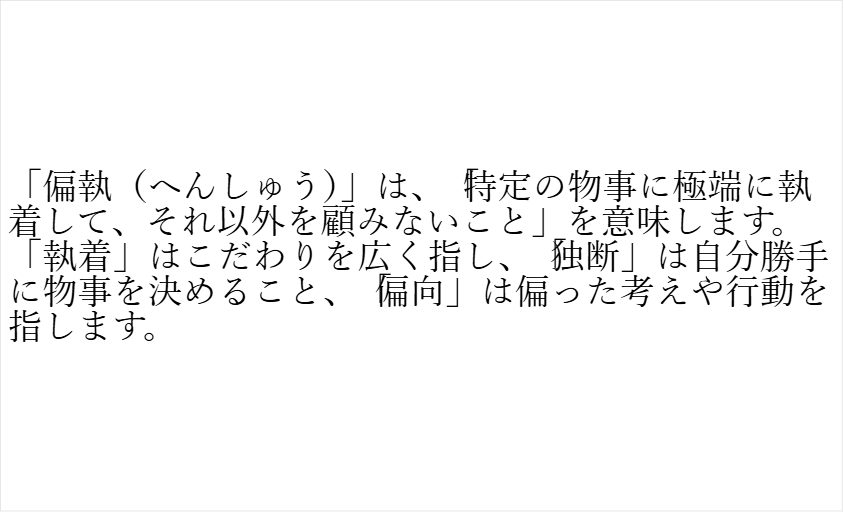 「偏執（へんしゅう）」は、「特定の物事に極端に執
着して、それ以外を顧みないこと」を意味します。
「執着」はこだわりを広く指し、「独断」は自分勝手
に物事を決めること、「偏向」は偏った考えや行動を
指します。